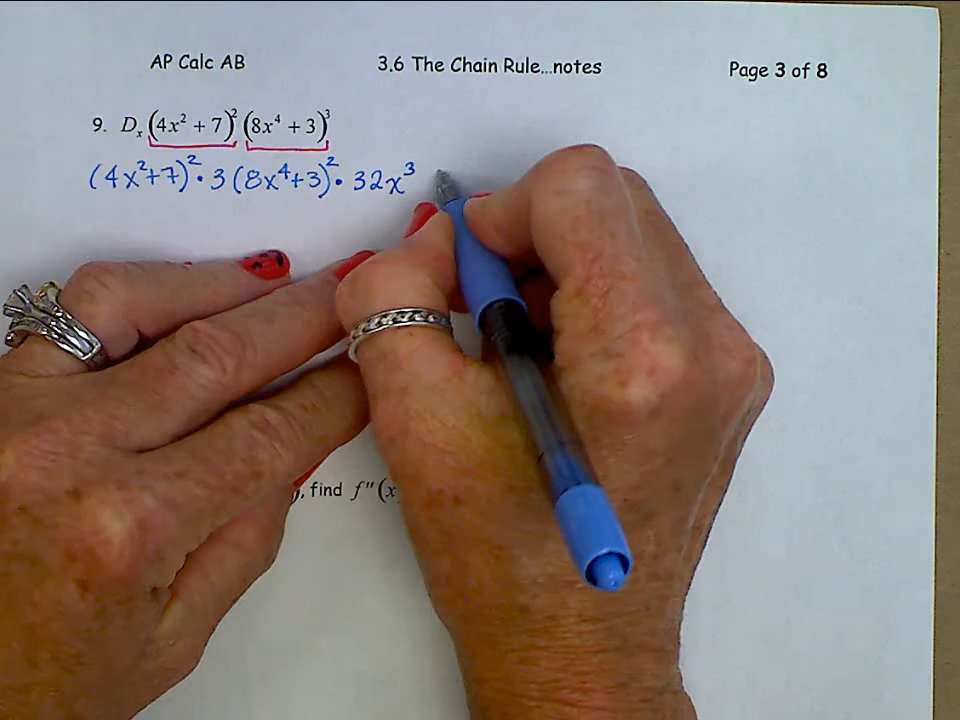 AP Calc AB 3.6 The Chain Rule...notes Page 3 of 8
9. Dₓ (4x² + 7)² (8x⁴ + 3)³
(4x²+7)² · 3 (8x⁴+3)² · 32x³
), find f″(x